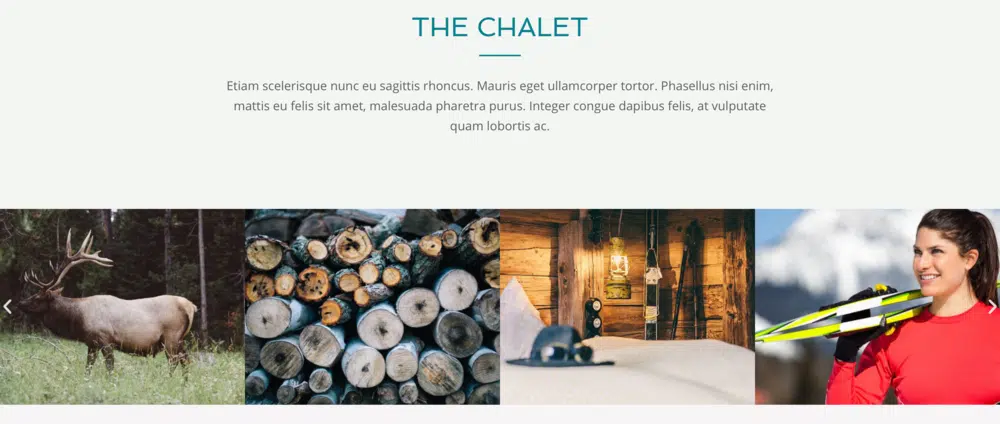 THE CHALET
Etiam scelerisque nunc eu sagittis rhoncus. Mauris eget ullamcorper tortor. Phasellus nisi enim,
mattis eu felis sit amet, malesuada pharetra purus. Integer congue dapibus felis, at vulputate
quam lobortis ac.